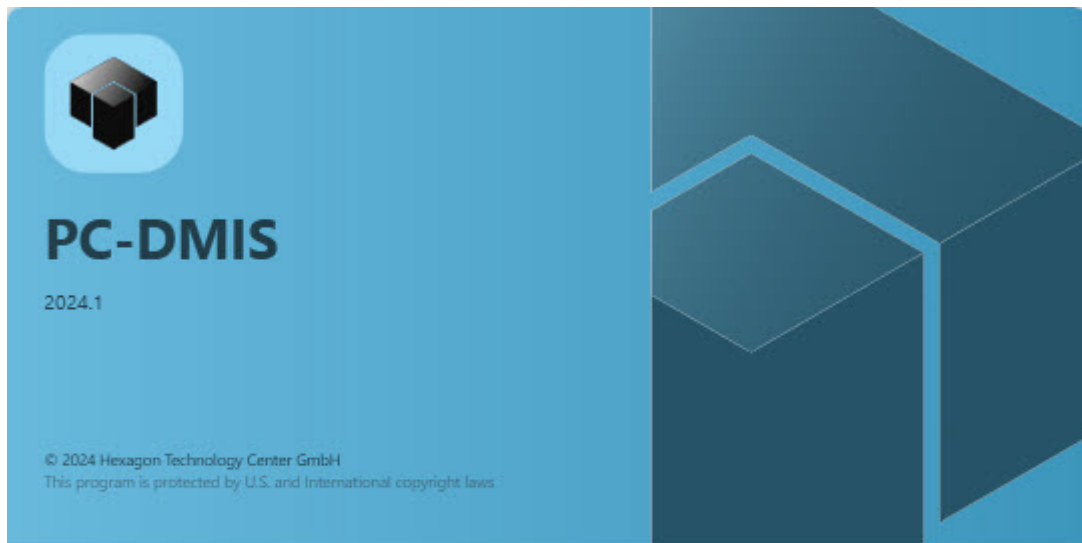 PC-DMIS
2024.1
© 2024 Hexagon Technology Center GmbH
This program is protected by U.S. and International copyright laws